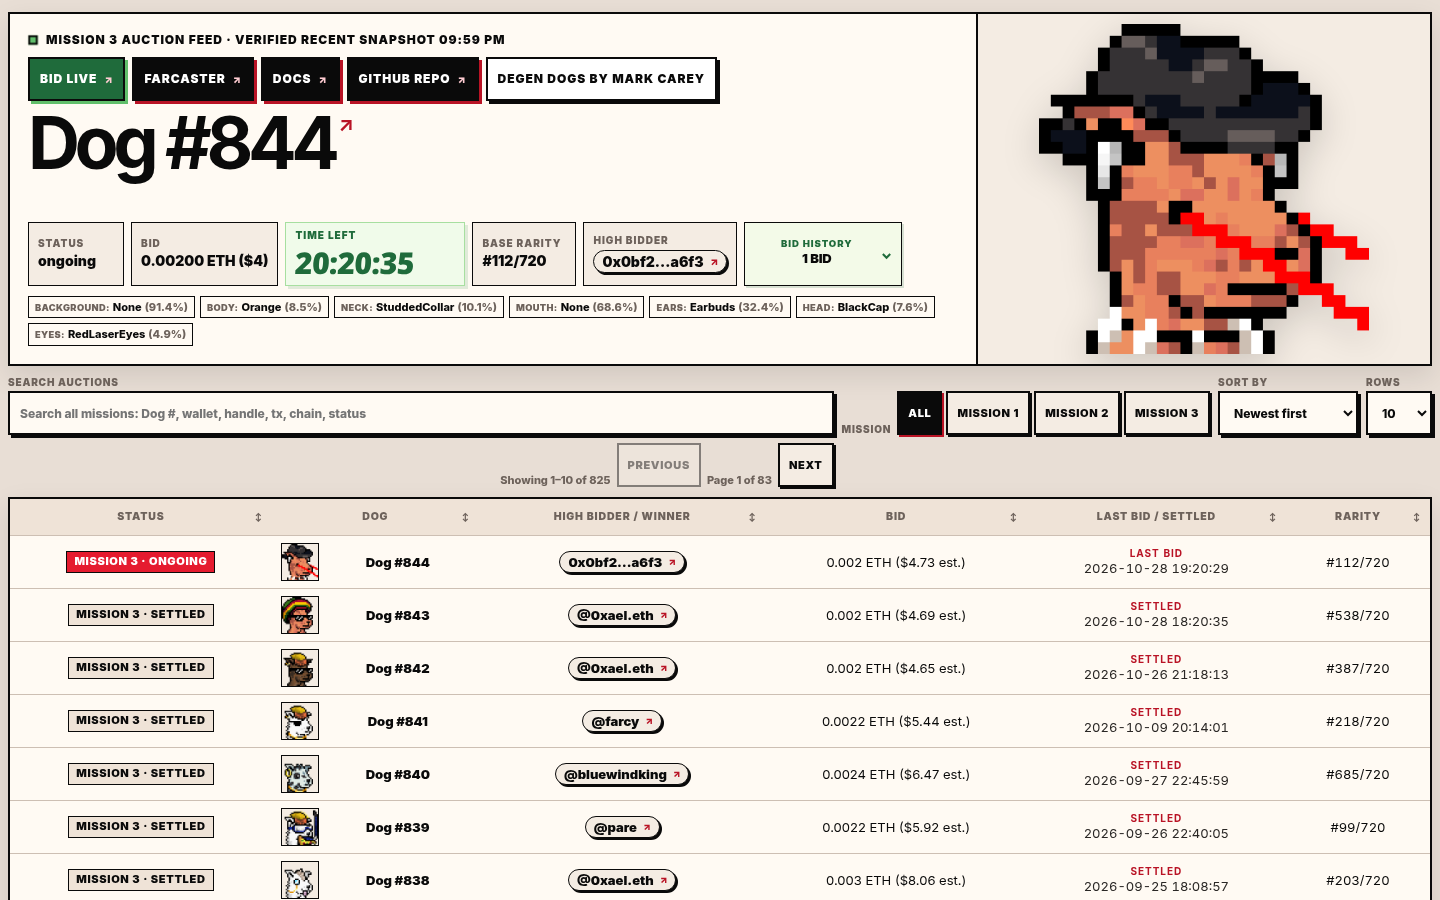 MISSION 3 AUCTION FEED · VERIFIED RECENT SNAPSHOT 09:59 PM
BID LIVE ↗ FARCASTER ↗ DOCS ↗ GITHUB REPO ↗ DEGEN DOGS BY MARK CAREY
Dog #844↗
STATUS
ongoing
BID
0.00200 ETH ($4)
TIME LEFT
20:20:35
BASE RARITY
#112/720
HIGH BIDDER
0x0bf2...a6f3 ↗
BID HISTORY
1 BID
BACKGROUND: None (91.4%) BODY: Orange (8.5%) NECK: StuddedCollar (10.1%) MOUTH: None (68.6%) EARS: Earbuds (32.4%) HEAD: BlackCap (7.6%)
EYES: RedLaserEyes (4.9%)
SEARCH AUCTIONS
Search all missions: Dog #, wallet, handle, tx, chain, status
MISSION
ALL MISSION 1 MISSION 2 MISSION 3
SORT BY
Newest first
ROWS
10
Showing 1–10 of 825 PREVIOUS Page 1 of 83 NEXT
STATUS ↕ DOG ↕ HIGH BIDDER / WINNER ↕ BID ↕ LAST BID / SETTLED ↕ RARITY ↕
MISSION 3 · ONGOING Dog #844 0x0bf2...a6f3 ↗ 0.002 ETH ($4.73 est.) LAST BID 2026-10-28 19:20:29 #112/720
MISSION 3 · SETTLED Dog #843 @0xael.eth ↗ 0.002 ETH ($4.69 est.) SETTLED 2026-10-28 18:20:35 #538/720
MISSION 3 · SETTLED Dog #842 @0xael.eth ↗ 0.002 ETH ($4.65 est.) SETTLED 2026-10-26 21:18:13 #387/720
MISSION 3 · SETTLED Dog #841 @farcy ↗ 0.0022 ETH ($5.44 est.) SETTLED 2026-10-09 20:14:01 #218/720
MISSION 3 · SETTLED Dog #840 @bluewindking ↗ 0.0024 ETH ($6.47 est.) SETTLED 2026-09-27 22:45:59 #685/720
MISSION 3 · SETTLED Dog #839 @pare ↗ 0.0022 ETH ($5.92 est.) SETTLED 2026-09-26 22:40:05 #99/720
MISSION 3 · SETTLED Dog #838 @0xael.eth ↗ 0.003 ETH ($8.06 est.) SETTLED 2026-09-25 18:08:57 #203/720